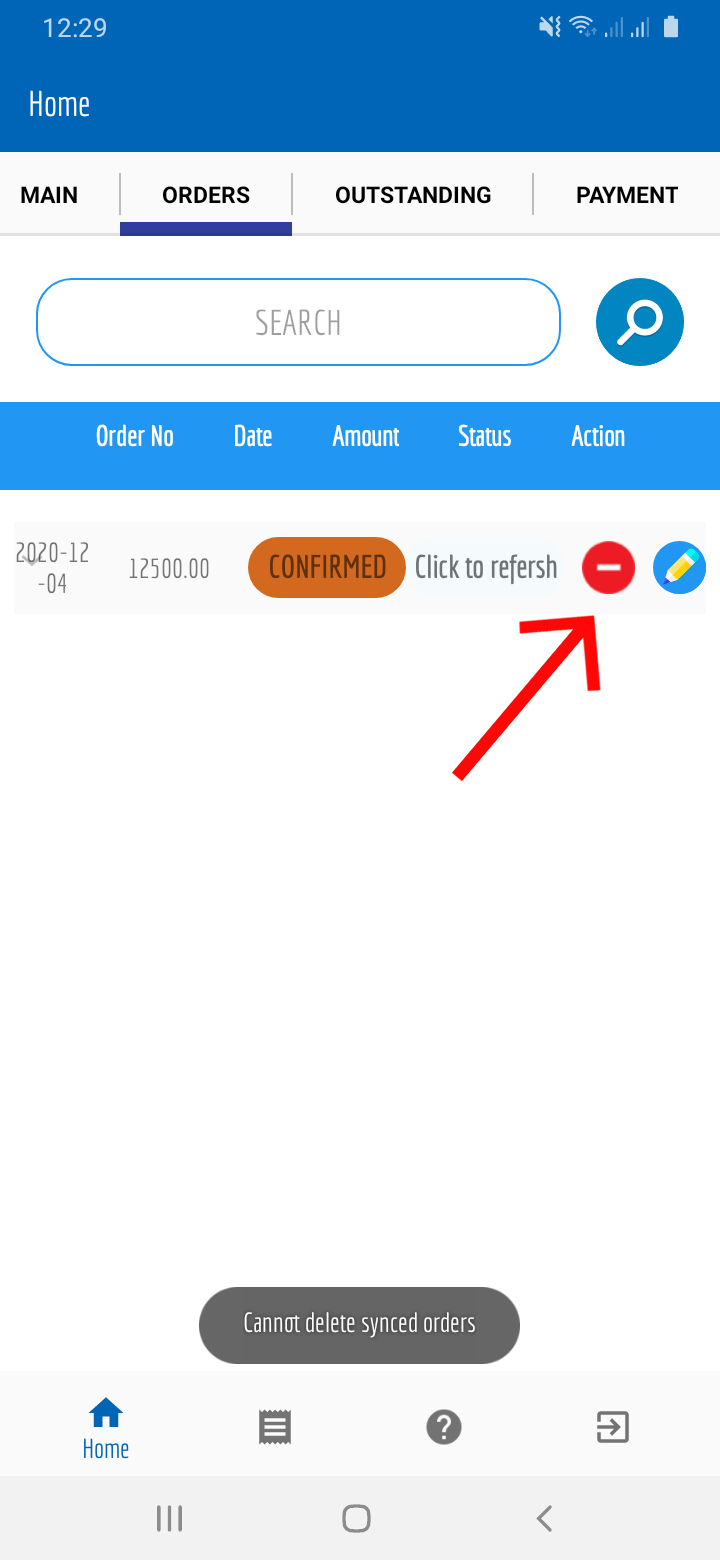 12:29
Home
MAIN
ORDERS
OUTSTANDING
PAYMENT
SEARCH
Order No
Date
Amount
Status
Action
2020-12
-04
12500.00
CONFIRMED
Click to refersh
Cannot delete synced orders
Home